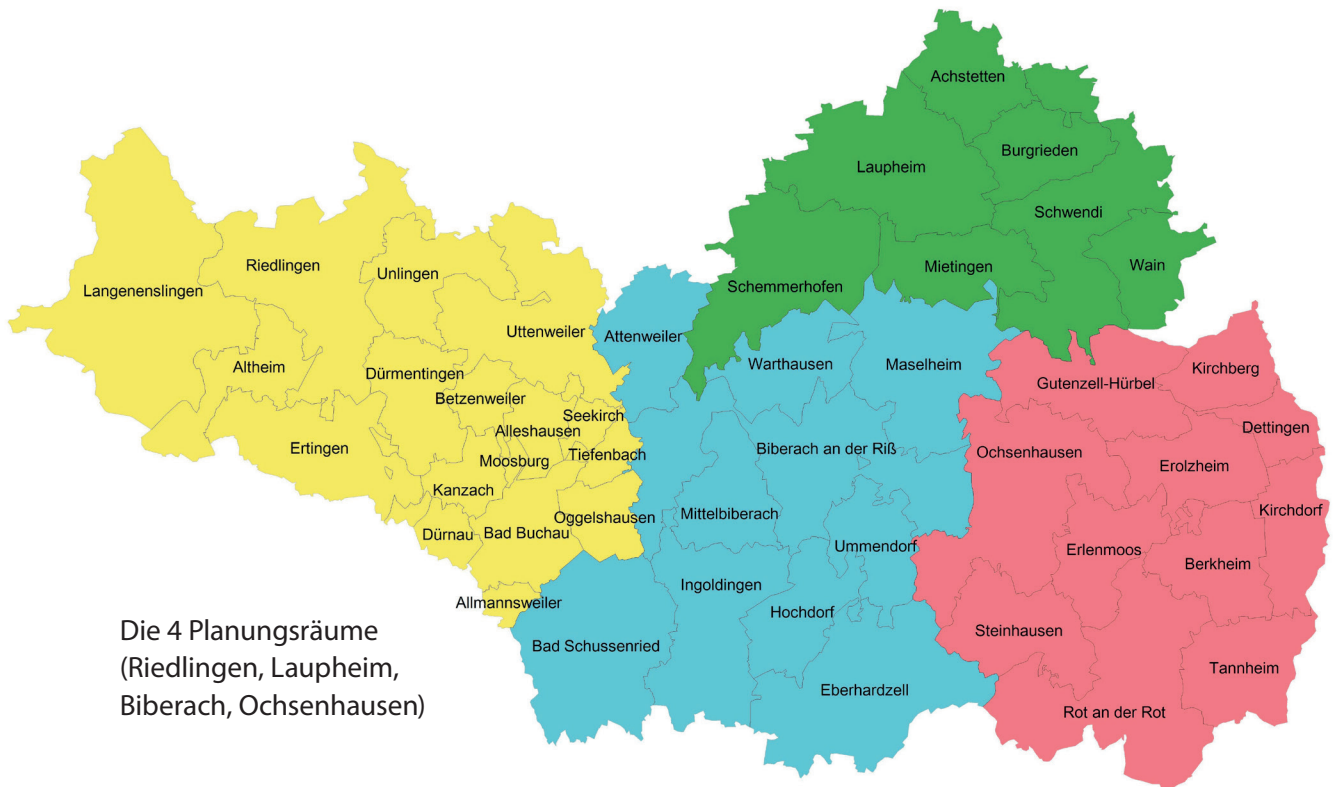 Achstetten
Burgrieden
Laupheim
Schwendi
Mietingen
Wain
Schemmerhofen
Riedlingen
Unlingen
Langenenslingen
Uttenweiler
Altheim
Dürmentingen
Betzenweiler
Alleshausen
Seekirch
Ertingen
Moosburg
Tiefenbach
Kanzach
Oggelshausen
Dürnau
Bad Buchau
Allmannsweiler
Attenweiler
Warthausen
Maselheim
Biberach an der Riß
Mittelbiberach
Ummendorf
Ingoldingen
Hochdorf
Bad Schussenried
Eberhardzell
Gutenzell-Hürbel
Kirchberg
Dettingen
Ochsenhausen
Erolzheim
Kirchdorf
Erlenmoos
Berkheim
Steinhausen
Tannheim
Rot an der Rot
Die 4 Planungsräume
(Riedlingen, Laupheim,
Biberach, Ochsenhausen)